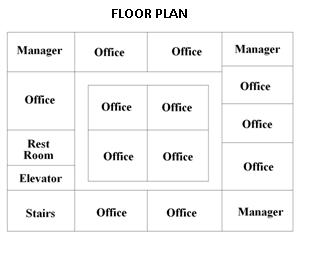 FLOOR PLAN
Manager Office Office Manager
Office
Office
Office Office
Office
Office
Rest
Room
Office Office
Office
Elevator
Stairs Office Office Manager